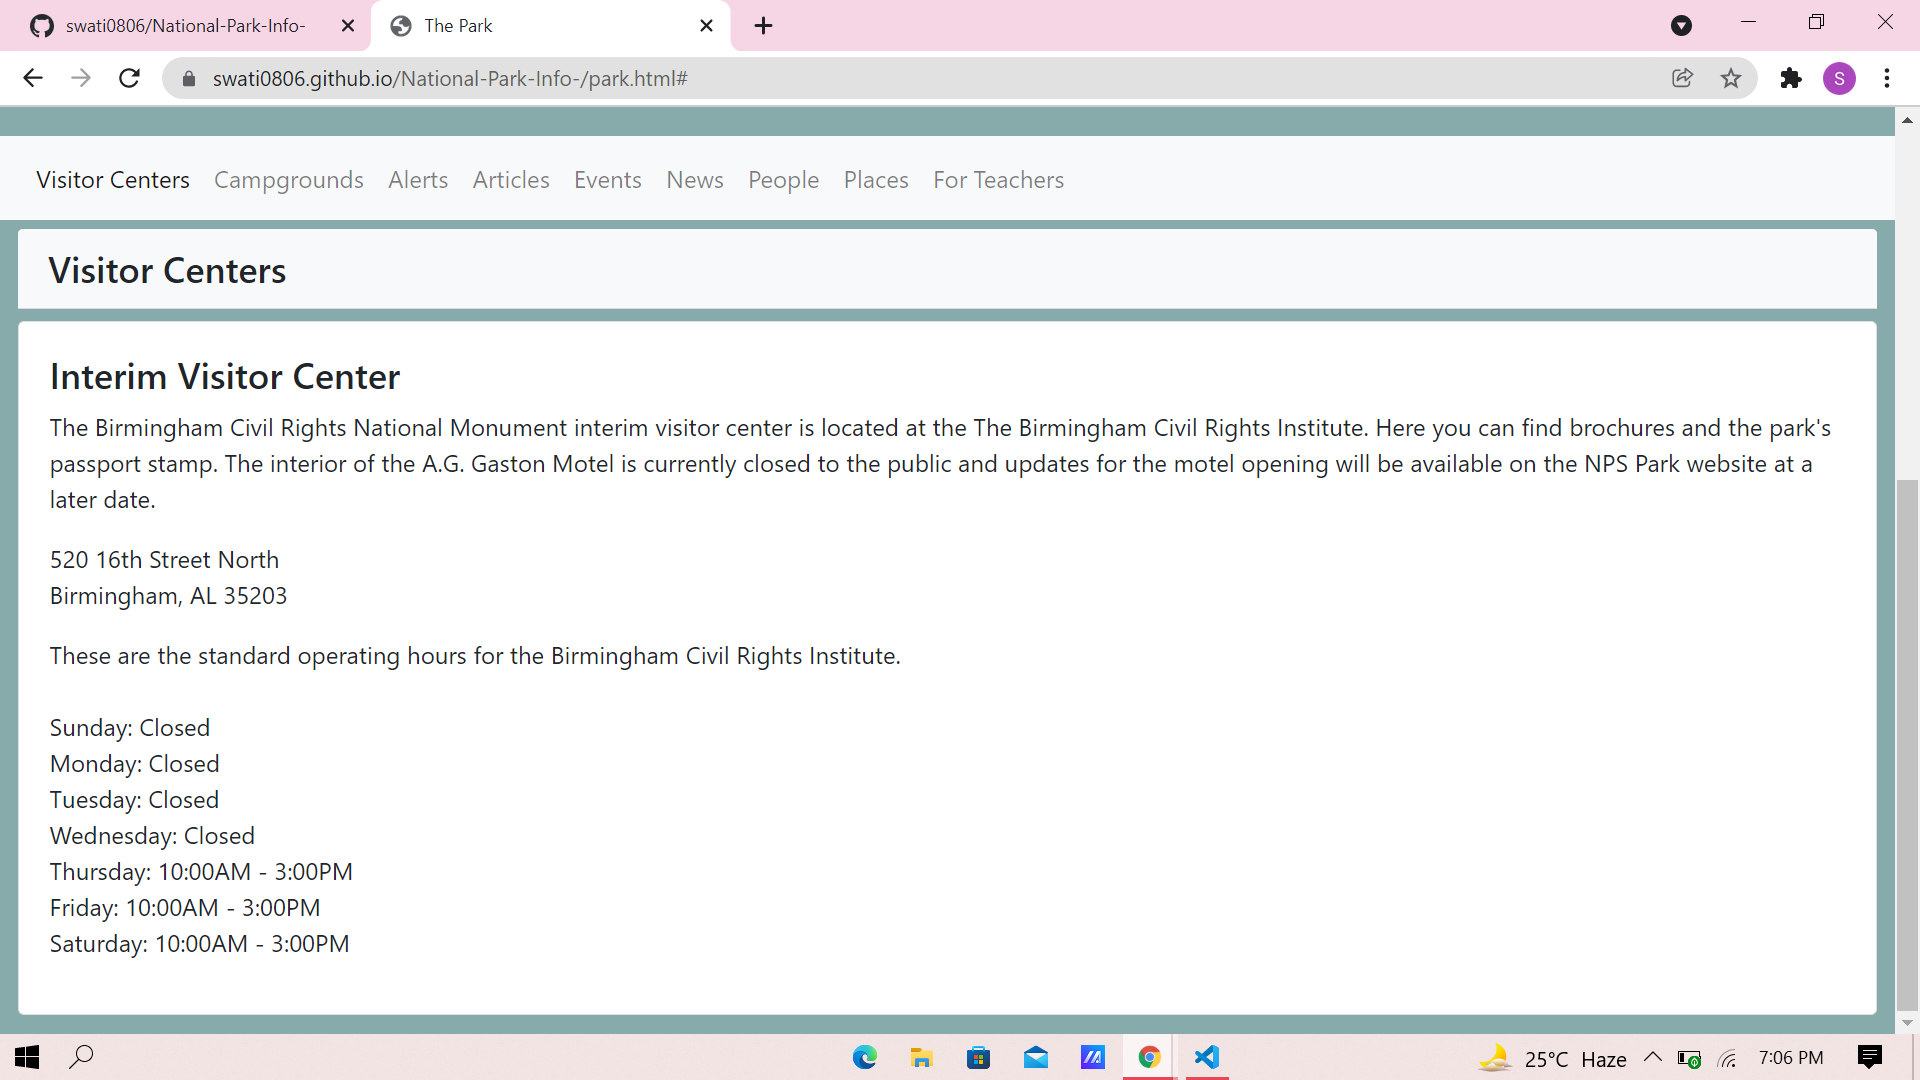 swati0806/National-Park-Info-
The Park
swati0806.github.io/National-Park-Info-/park.html#
S
Visitor Centers Campgrounds Alerts Articles Events News People Places For Teachers
Visitor Centers
Interim Visitor Center
The Birmingham Civil Rights National Monument interim visitor center is located at the The Birmingham Civil Rights Institute. Here you can find brochures and the park's
passport stamp. The interior of the A.G. Gaston Motel is currently closed to the public and updates for the motel opening will be available on the NPS Park website at a
later date.
520 16th Street North
Birmingham, AL 35203
These are the standard operating hours for the Birmingham Civil Rights Institute.
Sunday: Closed
Monday: Closed
Tuesday: Closed
Wednesday: Closed
Thursday: 10:00AM - 3:00PM
Friday: 10:00AM - 3:00PM
Saturday: 10:00AM - 3:00PM
25°C Haze 7:06 PM